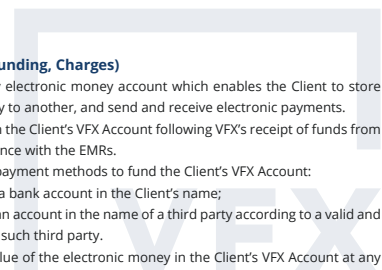 unding, Charges)
electronic money account which enables the Client to store
y to another, and send and receive electronic payments.
the Client's VFX Account following VFX's receipt of funds from
nce with the EMRs.
payment methods to fund the Client's VFX Account:
a bank account in the Client's name;
an account in the name of a third party according to a valid and
such third party.
lue of the electronic money in the Client's VFX Account at any
VFX